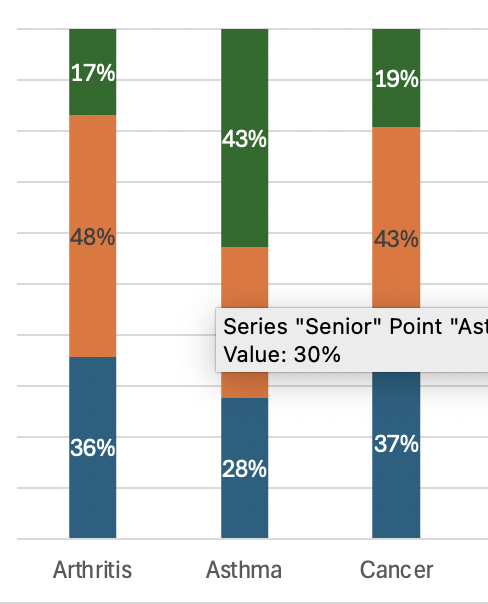 17%
43%
19%
48%
43%
Series "Senior" Point "Ast
Value: 30%
36%
28%
37%
Arthritis
Asthma
Cancer